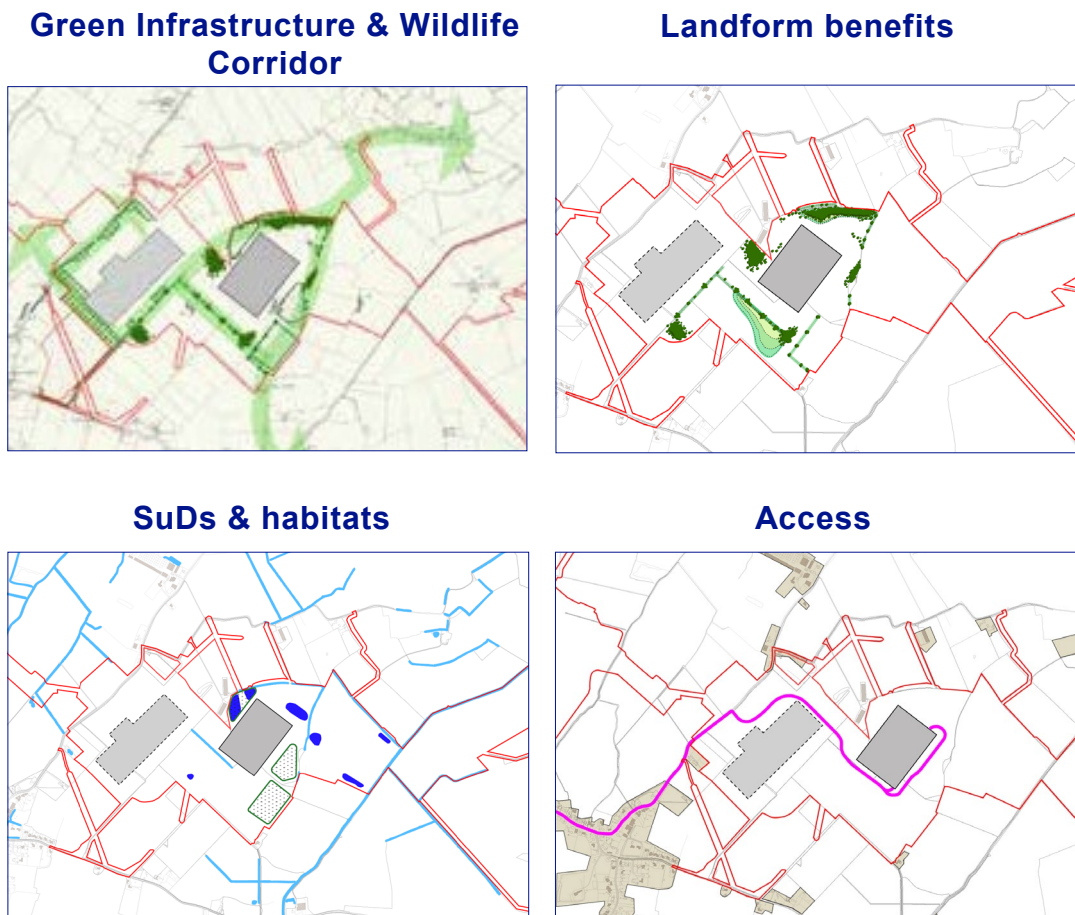 Green Infrastructure & Wildlife
Corridor
Landform benefits
SuDs & habitats
Access